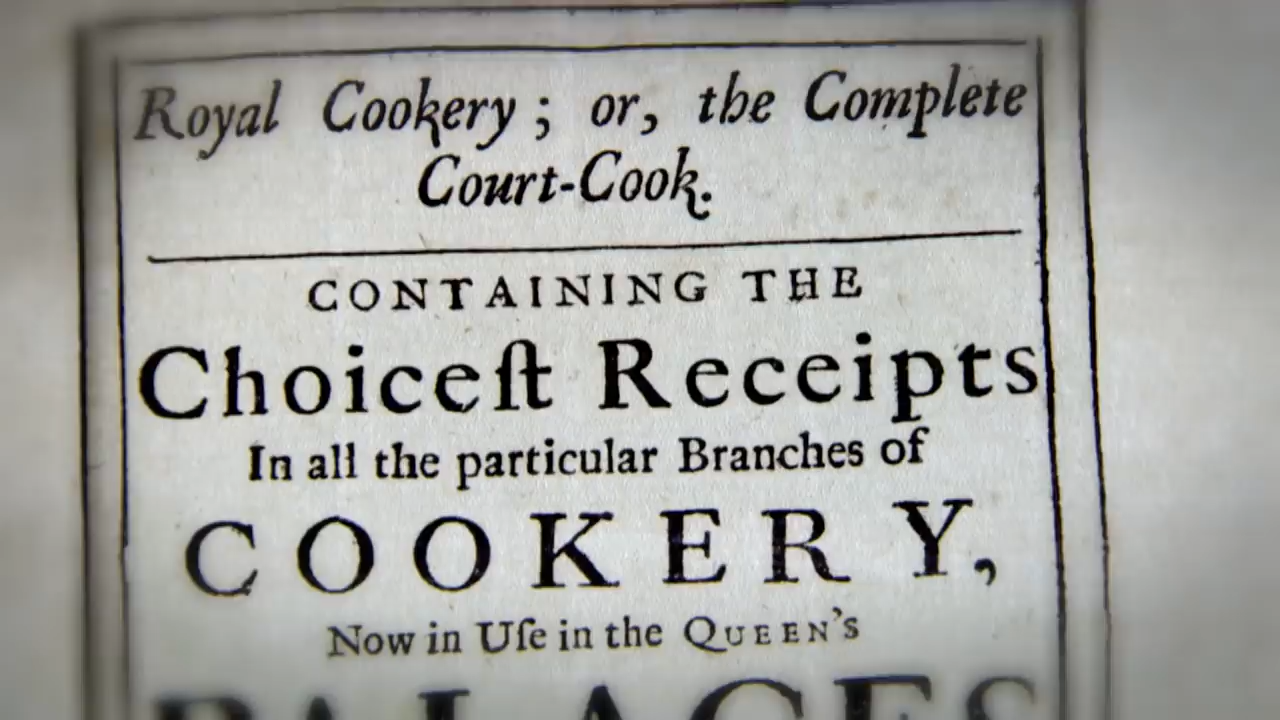 Royal Cookery; or, the Complete
Court-Cook.
CONTAINING THE
Choiceſt Receipts
In all the particular Branches of
COOKERY,
Now in Uſe in the QUEEN'S
PALACES